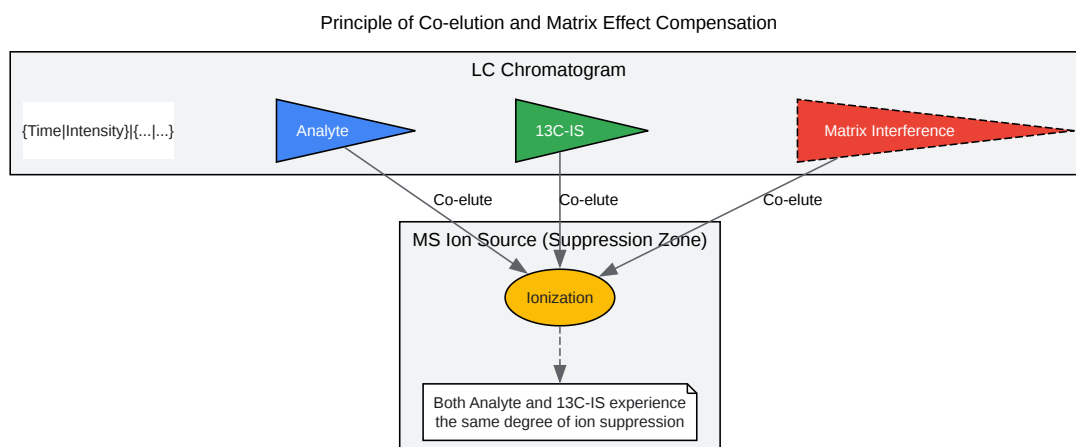 Principle of Co-elution and Matrix Effect Compensation
LC Chromatogram
{Time|Intensity}|{...|...}
Analyte
13C-IS
Matrix Interference
Co-elute
Co-elute
Co-elute
MS Ion Source (Suppression Zone)
Ionization
Both Analyte and 13C-IS experience
the same degree of ion suppression